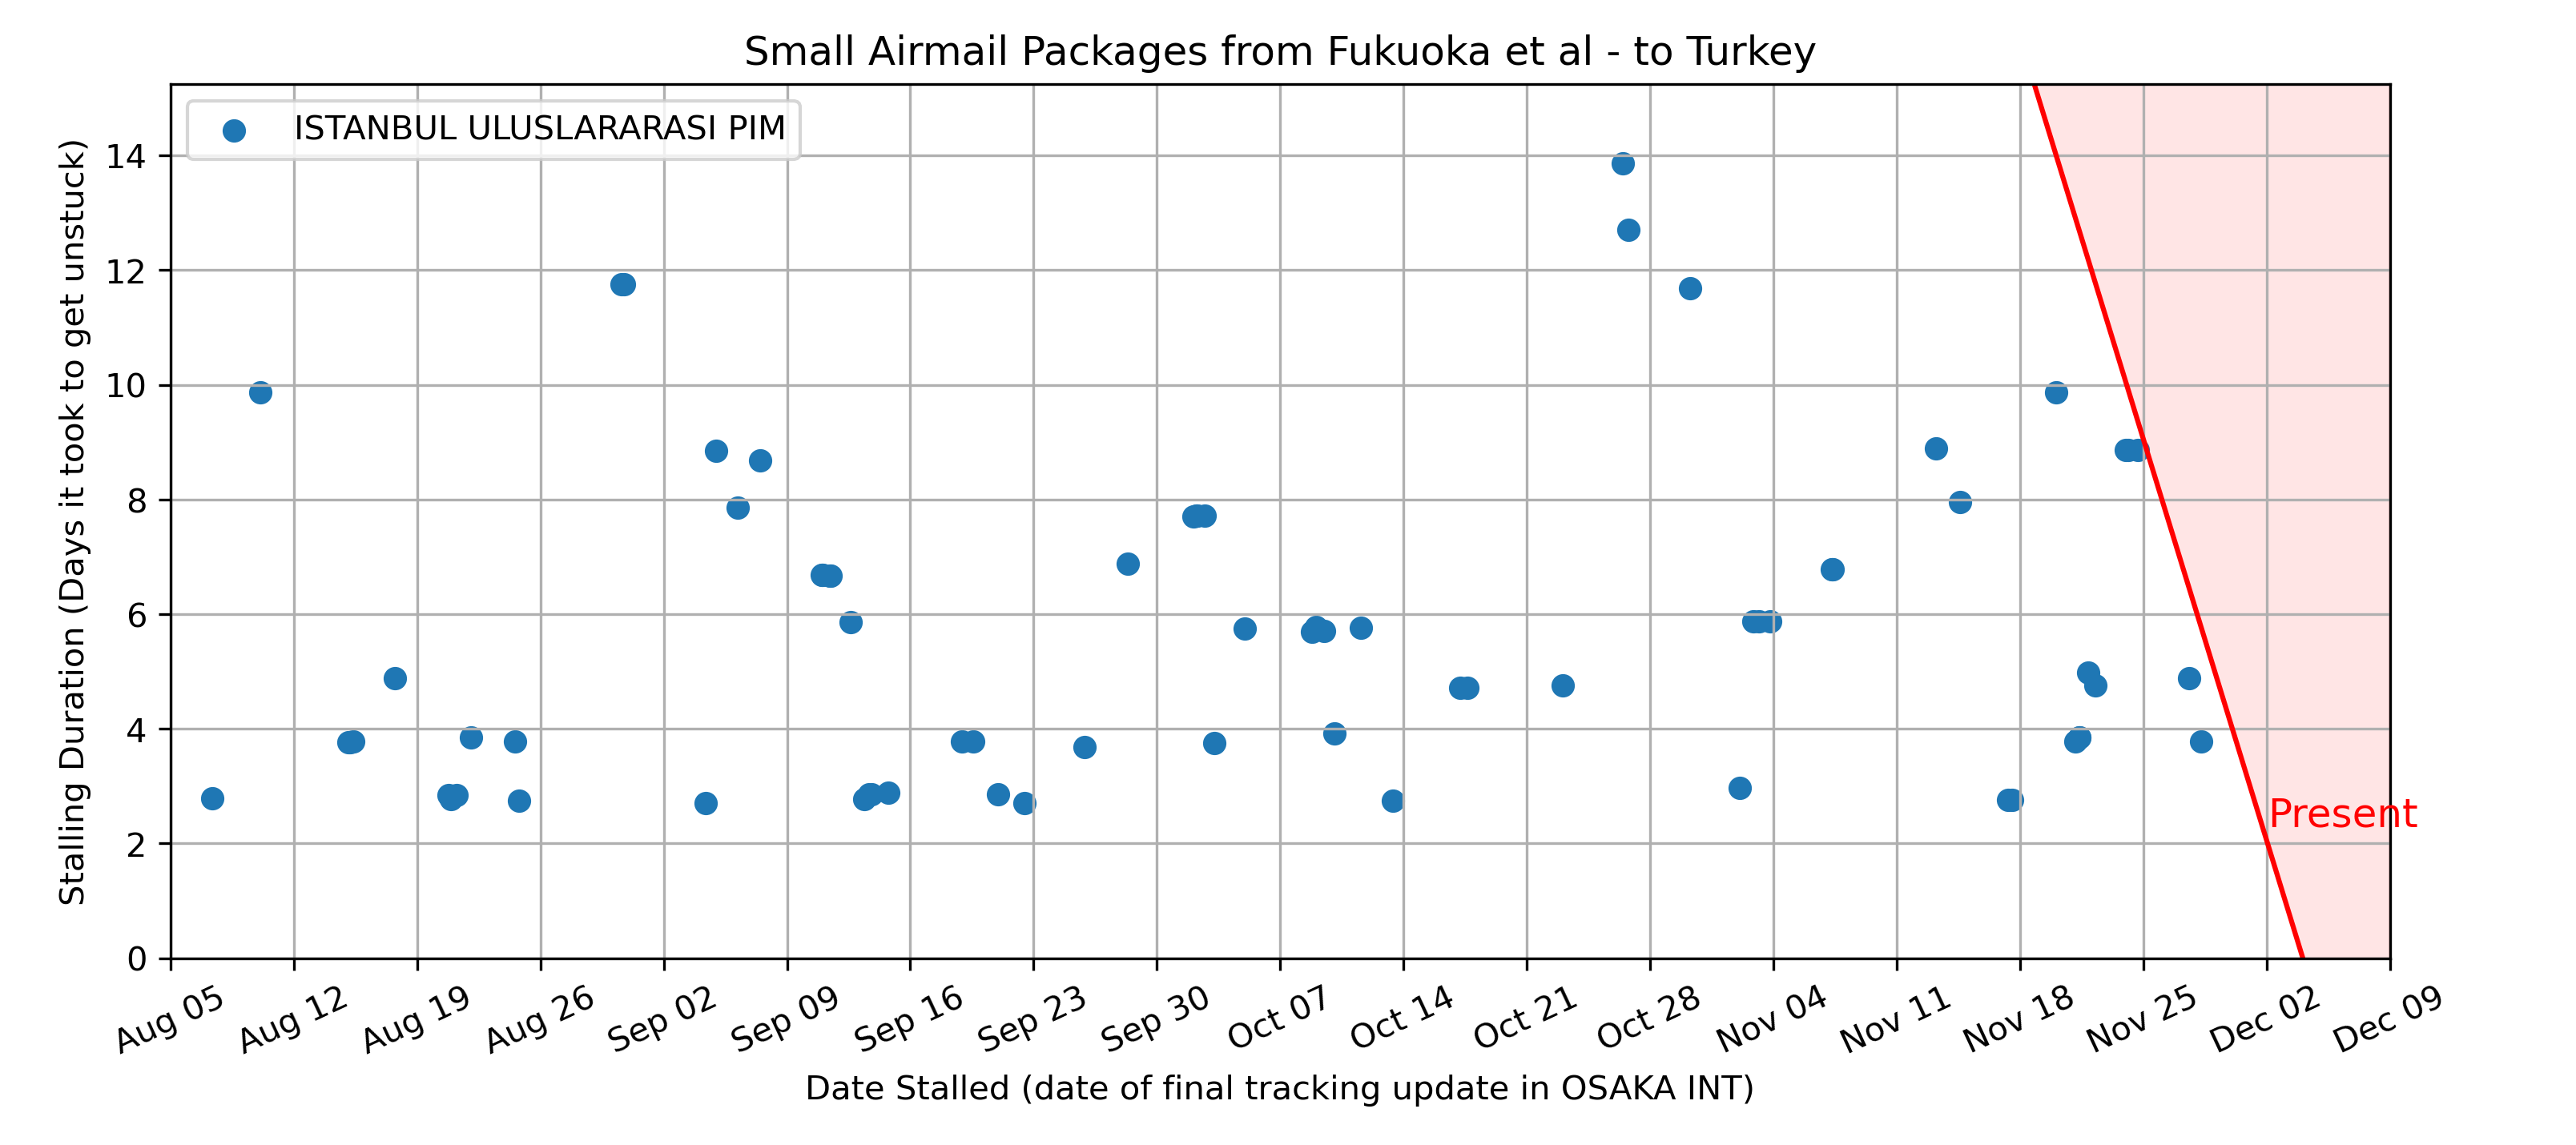 Small Airmail Packages from Fukuoka et al - to Turkey
ISTANBUL ULUSLARARASI PIM
Stalling Duration (Days it took to get unstuck)
14
12
10
8
6
4
2
0
Present
Aug 05
Aug 12
Aug 19
Aug 26
Sep 02
Sep 09
Sep 16
Sep 23
Sep 30
Oct 07
Oct 14
Oct 21
Oct 28
Nov 04
Nov 11
Nov 18
Nov 25
Dec 02
Dec 09
Date Stalled (date of final tracking update in OSAKA INT)